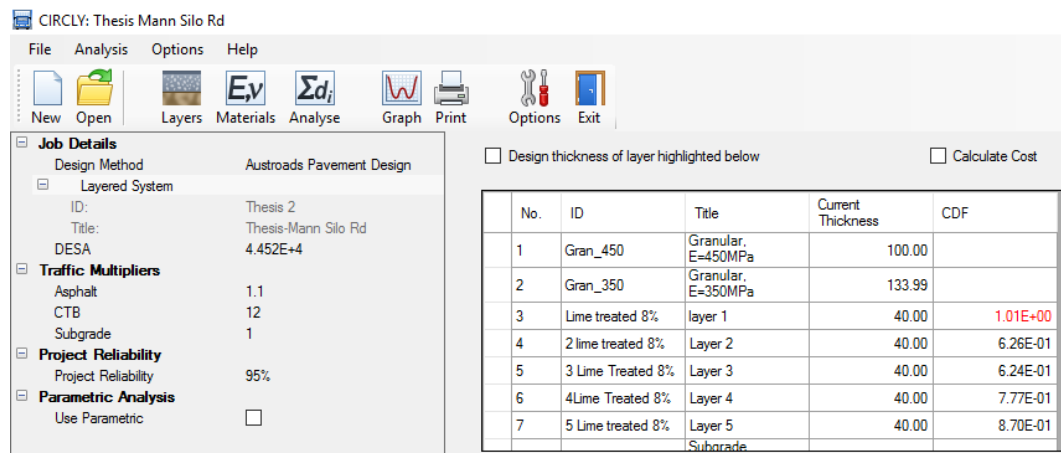 CIRCLY: Thesis Mann Silo Rd
File Analysis Options Help
E,v Σdᵢ
New Open Layers Materials Analyse Graph Print Options Exit
Job Details
Design Method Austroads Pavement Design
Layered System
ID: Thesis 2
Title: Thesis-Mann Silo Rd
DESA 4.452E+4
Traffic Multipliers
Asphalt 1.1
CTB 12
Subgrade 1
Project Reliability
Project Reliability 95%
Parametric Analysis
Use Parametric
Design thickness of layer highlighted below Calculate Cost
No. ID Title Current Thickness CDF
1 Gran_450 Granular, E=450MPa 100.00
2 Gran_350 Granular, E=350MPa 133.99
3 Lime treated 8% layer 1 40.00 1.01E+00
4 2 lime treated 8% Layer 2 40.00 6.26E-01
5 3 Lime Treated 8% Layer 3 40.00 6.24E-01
6 4Lime Treated 8% Layer 4 40.00 7.77E-01
7 5 Lime treated 8% Layer 5 40.00 8.70E-01
Subgrade